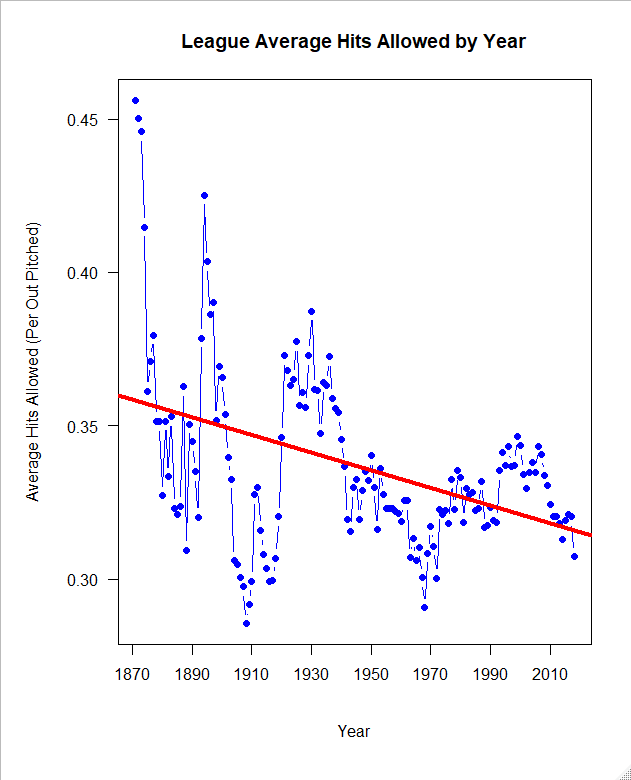 League Average Hits Allowed by Year
Average Hits Allowed (Per Out Pitched)
0.45
0.40
0.35
0.30
1870 1890 1910 1930 1950 1970 1990 2010
Year